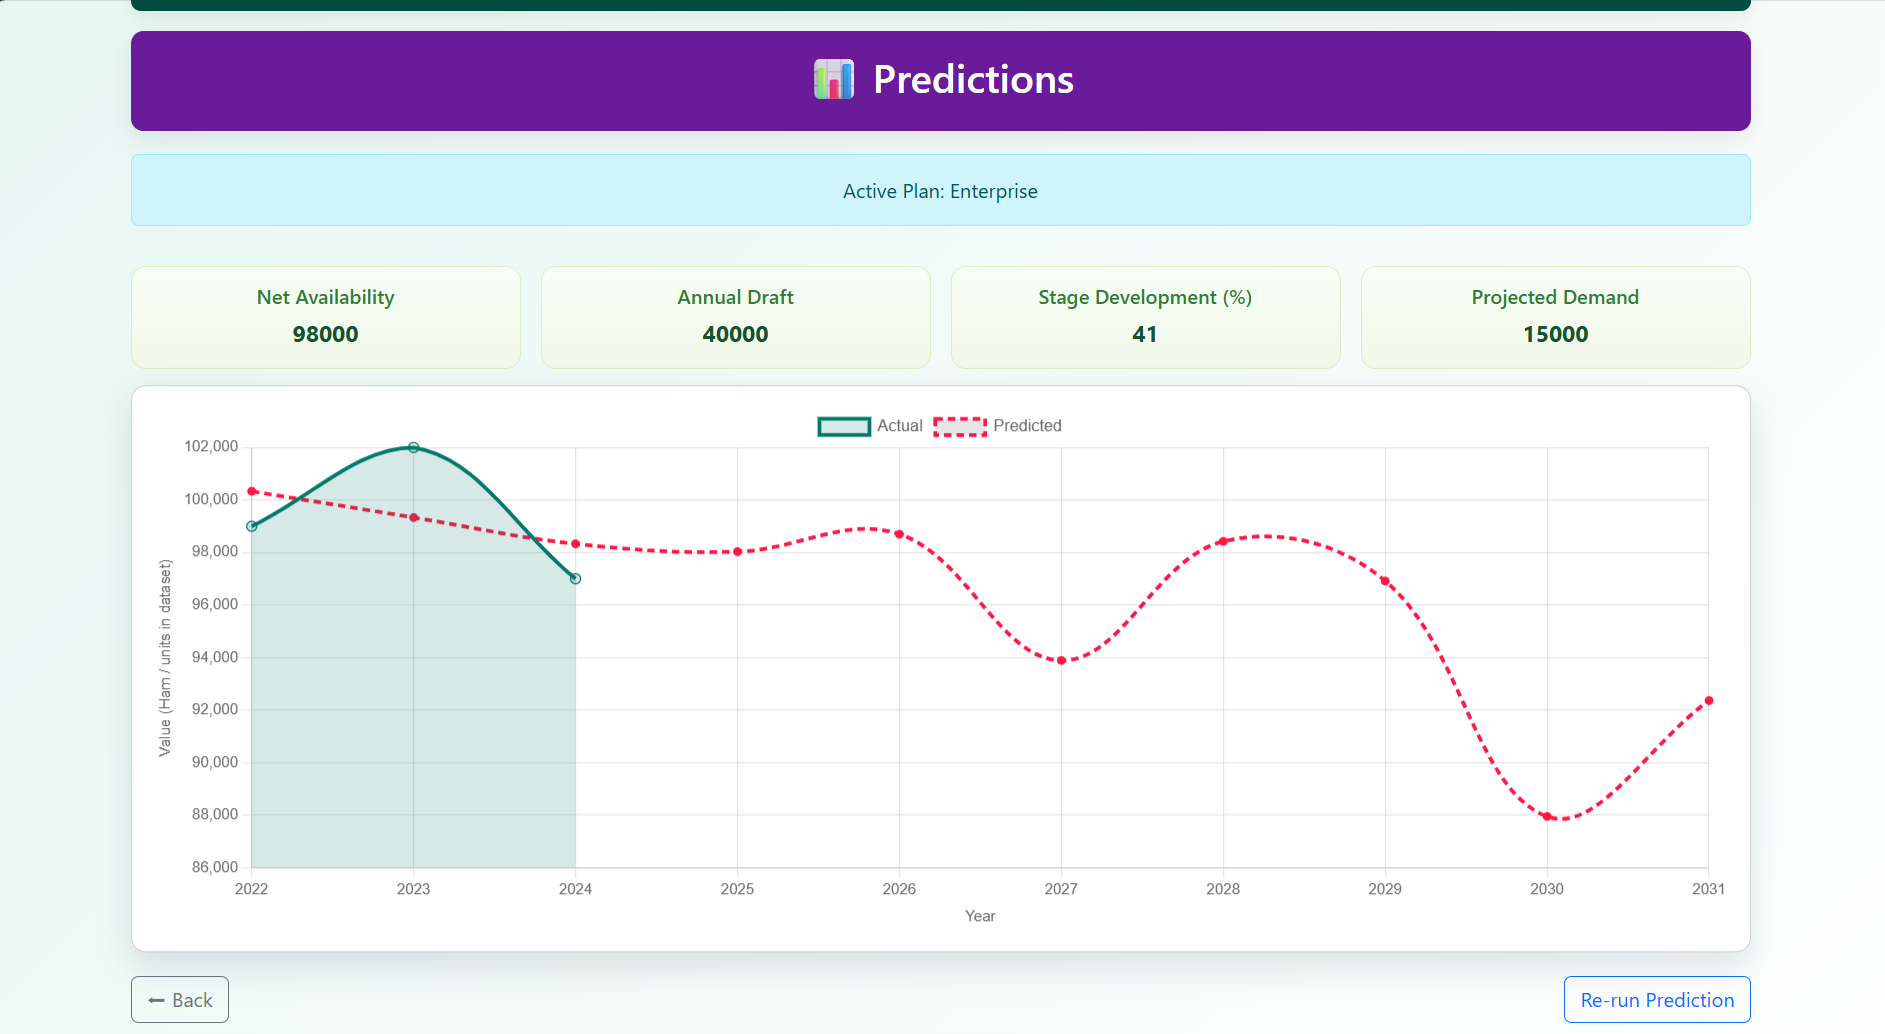 Predictions
Active Plan: Enterprise
Net Availability
98000
Annual Draft
40000
Stage Development (%)
41
Projected Demand
15000
Actual
Predicted
102,000
100,000
98,000
96,000
94,000
92,000
90,000
88,000
86,000
Value (Ham / units in dataset)
2022 2023 2024 2025 2026 2027 2028 2029 2030 2031
Year
Back
Re-run Prediction